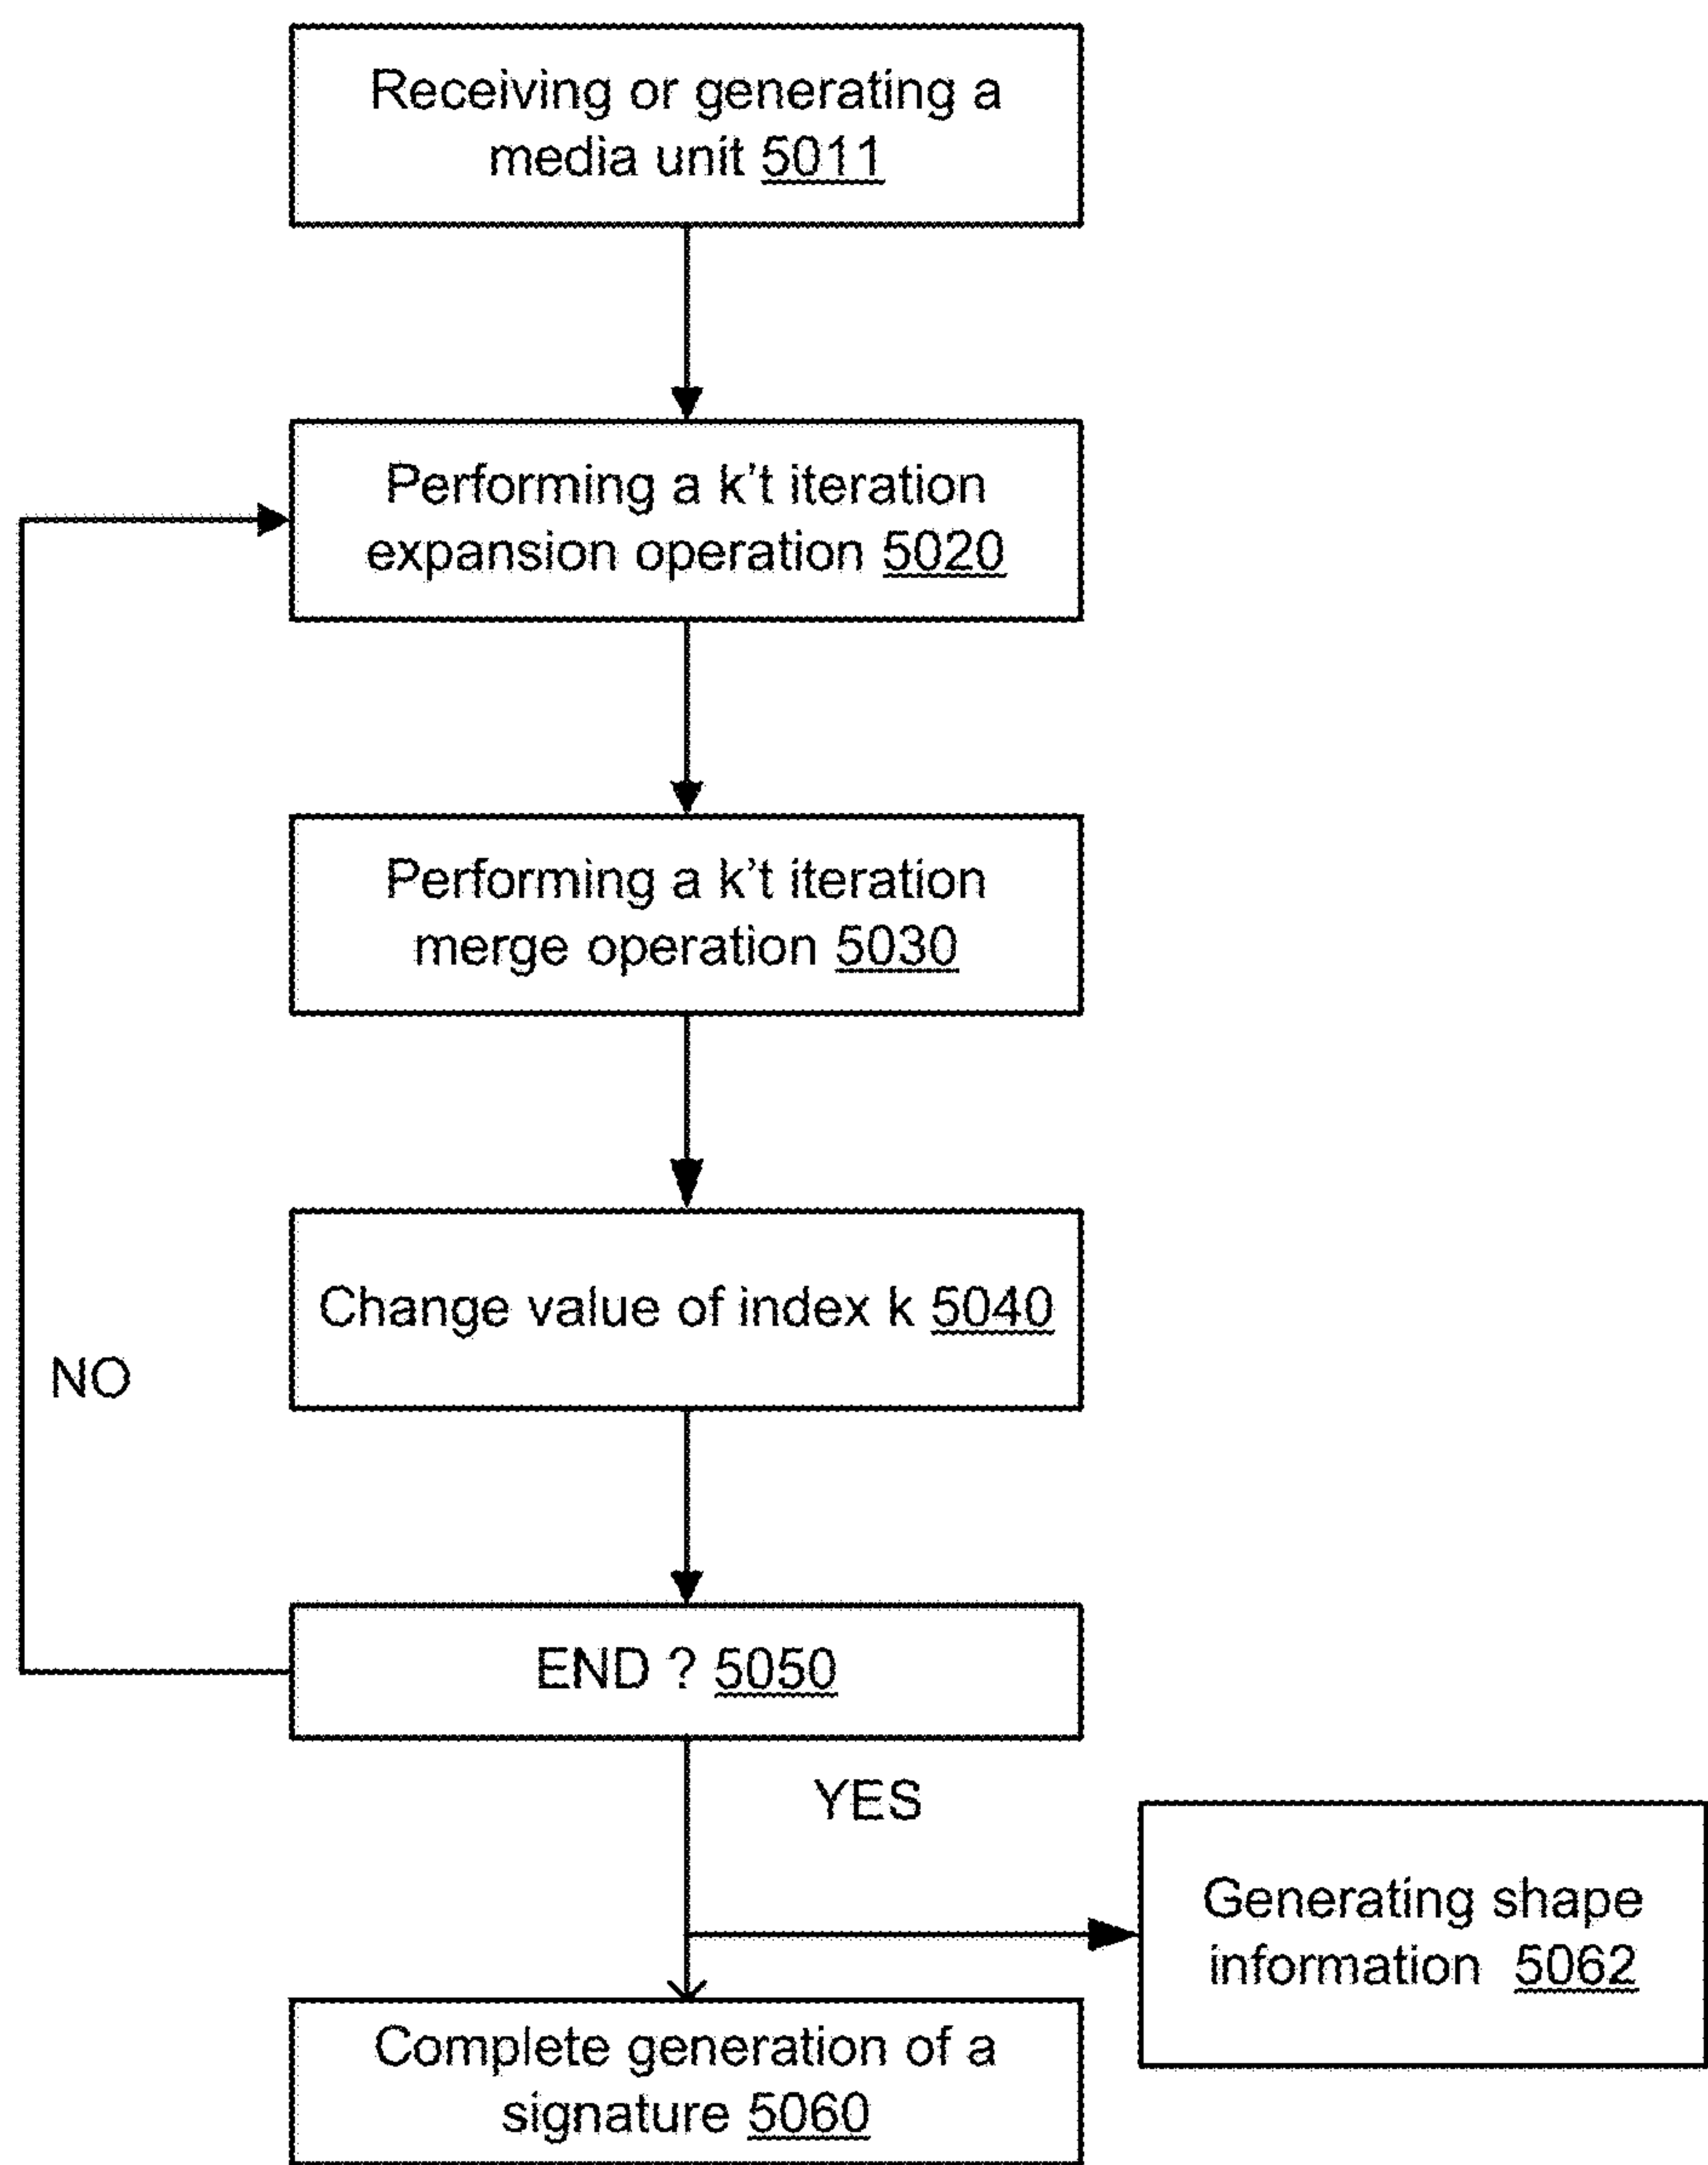 Receiving or generating a
media unit 5011
Performing a k't iteration
expansion operation 5020
Performing a k't iteration
merge operation 5030
Change value of index k 5040
NO
END ? 5050
YES
Generating shape
information 5062
Complete generation of a
signature 5060